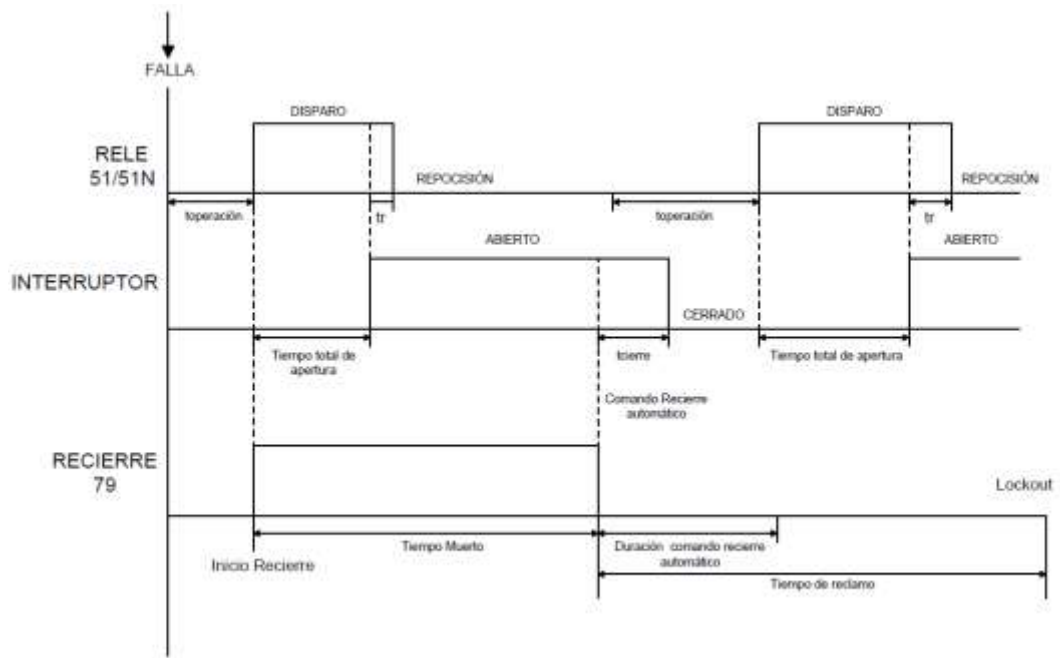 FALLA
DISPARO
DISPARO
RELE
51/51N
REPOCISIÓN
REPOCISIÓN
toperación
tr
toperación
tr
ABIERTO
ABIERTO
INTERRUPTOR
CERRADO
Tiempo total de
apertura
tcierre
Tiempo total de apertura
Comando Recierre
automático
RECIERRE
79
Lockout
Tiempo Muerto
Duración comando recierre
automático
Inicio Recierre
Tiempo de reclamo